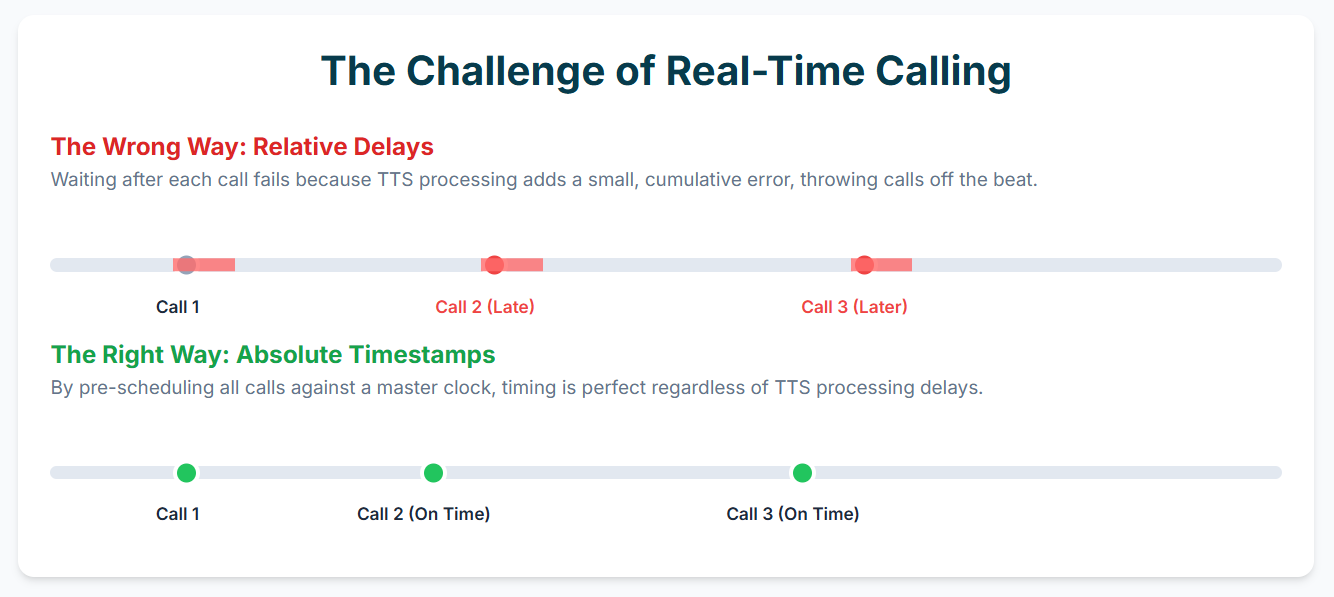 The Challenge of Real-Time Calling
The Wrong Way: Relative Delays
Waiting after each call fails because TTS processing adds a small, cumulative error, throwing calls off the beat.
Call 1
Call 2 (Late)
Call 3 (Later)
The Right Way: Absolute Timestamps
By pre-scheduling all calls against a master clock, timing is perfect regardless of TTS processing delays.
Call 1
Call 2 (On Time)
Call 3 (On Time)